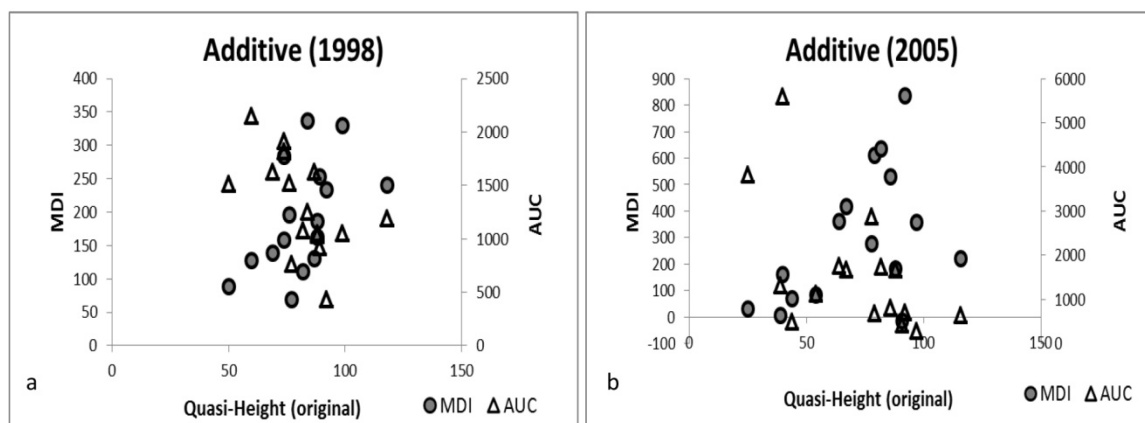 Additive (1998)
400
350
300
250
200
150
100
50
0
MDI
2500
2000
1500
1000
500
0
AUC
0 50 100 150
Quasi-Height (original)
MDI AUC
a
Additive (2005)
900
800
700
600
500
400
300
200
100
0
-100
MDI
6000
5000
4000
3000
2000
1000
0
AUC
0 50 100 150
Quasi-Height (original)
MDI AUC
b